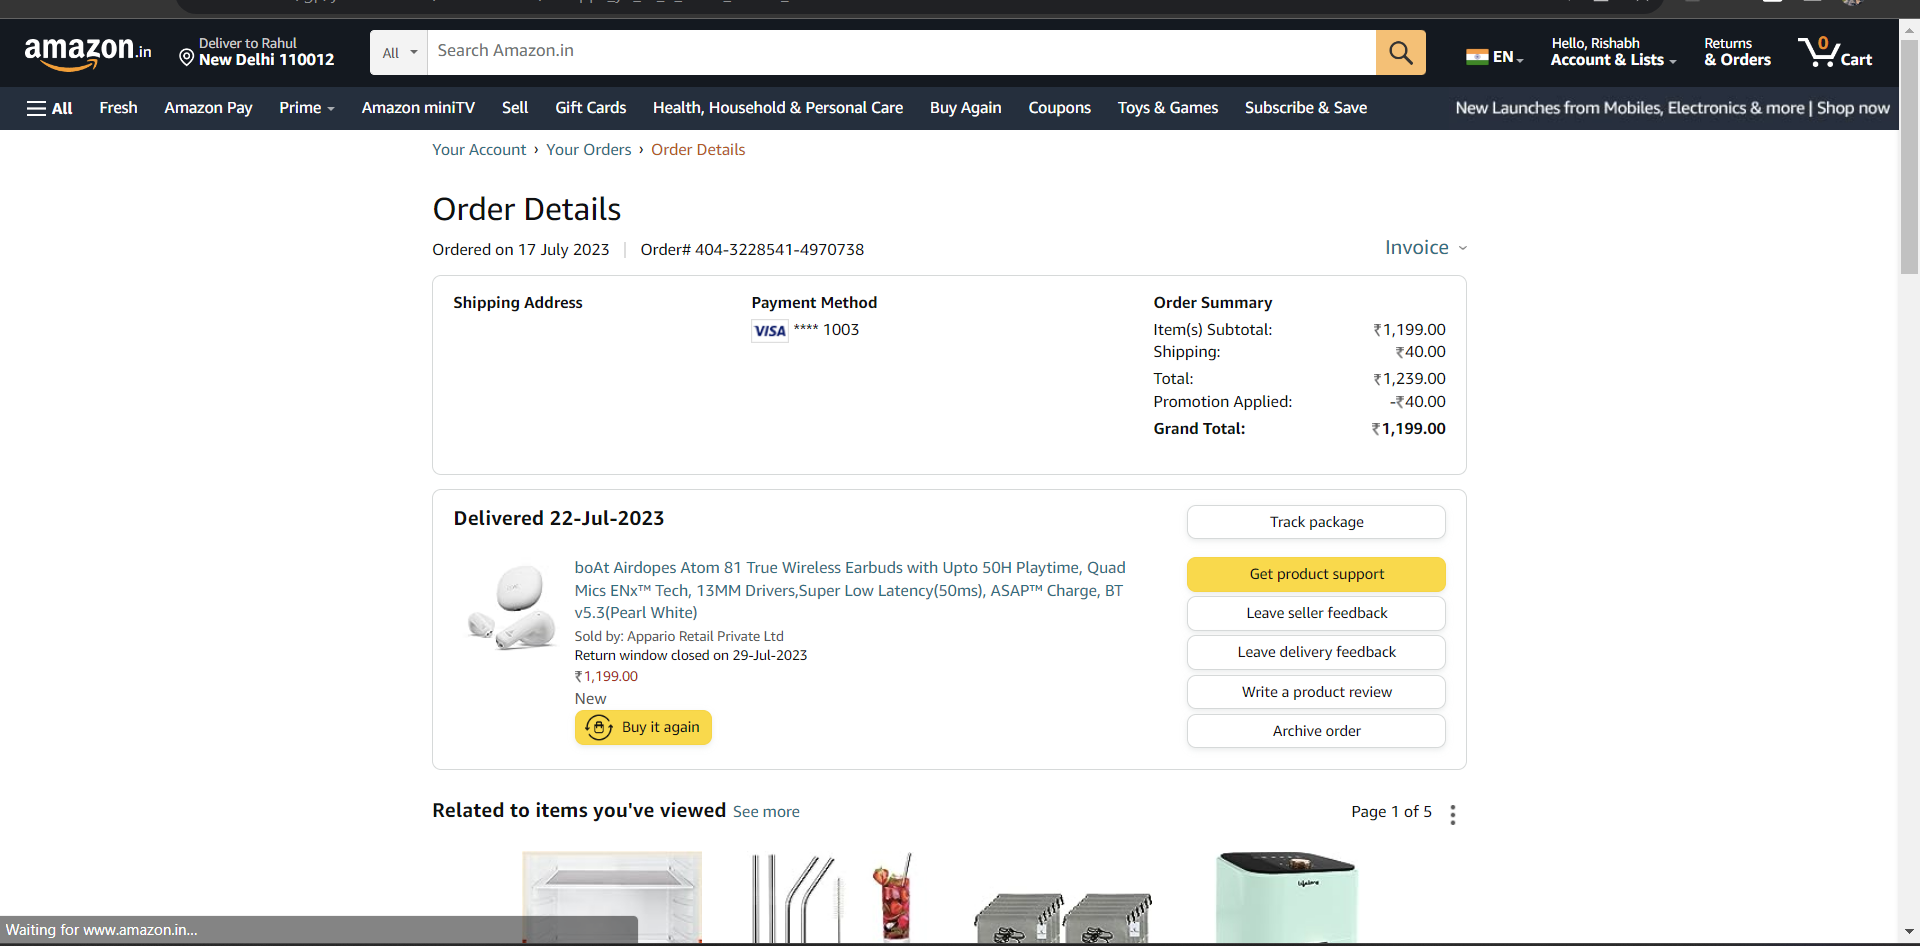 amazon.in
Deliver to Rahul
New Delhi 110012
All
Search Amazon.in
EN
Hello, Rishabh
Account & Lists
Returns
& Orders
0
Cart
All
Fresh
Amazon Pay
Prime
Amazon miniTV
Sell
Gift Cards
Health, Household & Personal Care
Buy Again
Coupons
Toys & Games
Subscribe & Save
New Launches from Mobiles, Electronics & more | Shop now
Your Account › Your Orders › Order Details
Order Details
Ordered on 17 July 2023 | Order# 404-3228541-4970738
Invoice
Shipping Address
Payment Method
VISA **** 1003
Order Summary
Item(s) Subtotal: ₹1,199.00
Shipping: ₹40.00
Total: ₹1,239.00
Promotion Applied: -₹40.00
Grand Total: ₹1,199.00
Delivered 22-Jul-2023
boAt Airdopes Atom 81 True Wireless Earbuds with Upto 50H Playtime, Quad
Mics ENx™ Tech, 13MM Drivers,Super Low Latency(50ms), ASAP™ Charge, BT
v5.3(Pearl White)
Sold by: Appario Retail Private Ltd
Return window closed on 29-Jul-2023
₹1,199.00
New
Buy it again
Track package
Get product support
Leave seller feedback
Leave delivery feedback
Write a product review
Archive order
Related to items you've viewed See more
Page 1 of 5
Waiting for www.amazon.in...